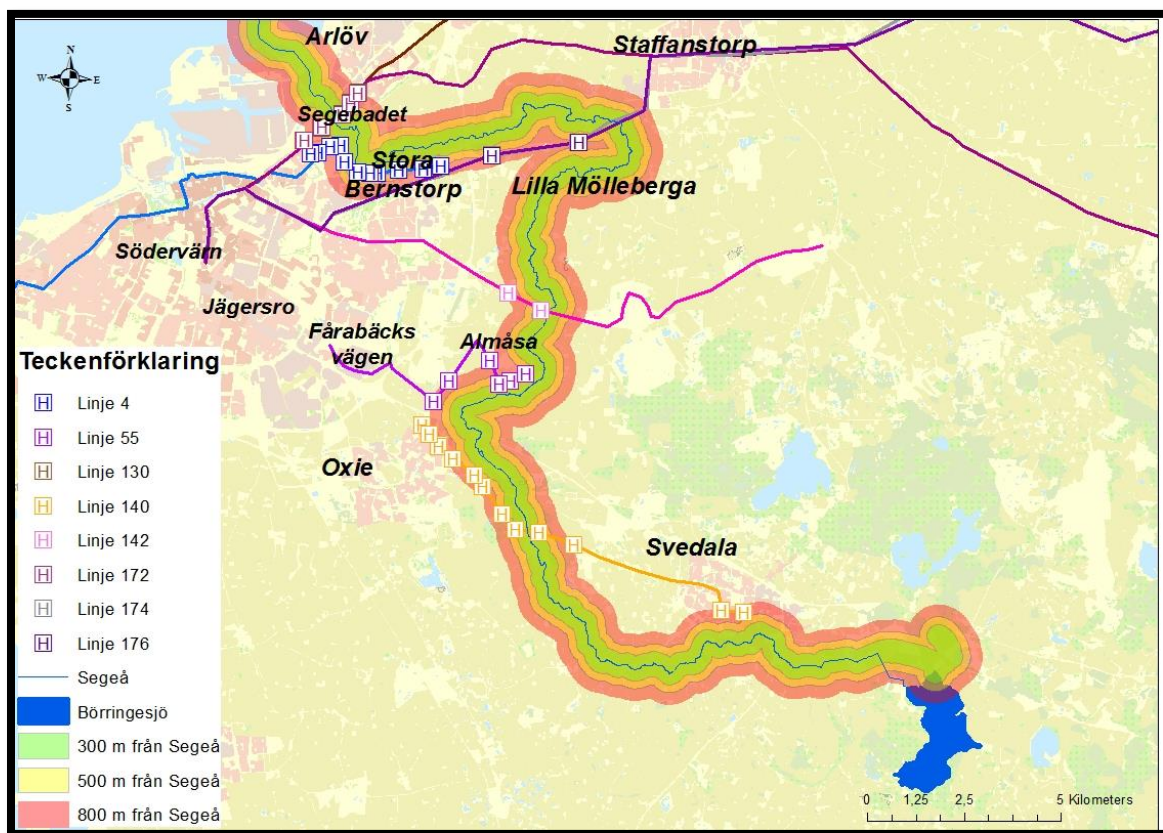 Arlöv
Staffanstorp
N
W E
S
Segebadet
Stora
Bernstorp
Lilla Mölleberga
Södervärn
Jägersro
Fårabäcks
vägen
Almåsa
Oxie
Svedala
Teckenförklaring
H Linje 4
H Linje 55
H Linje 130
H Linje 140
H Linje 142
H Linje 172
H Linje 174
H Linje 176
Segeå
Börringesjö
300 m från Segeå
500 m från Segeå
800 m från Segeå
0 1,25 2,5 5 Kilometers